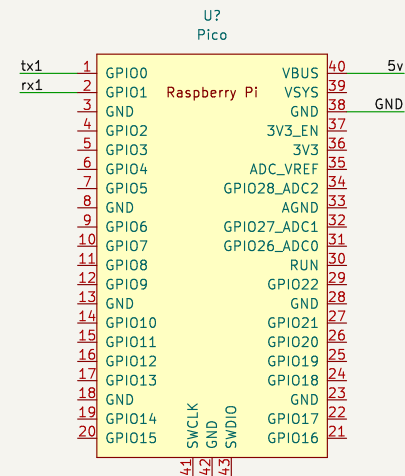 U?
Pico
tx1 1 GPIO0 VBUS 40 5v
rx1 2 GPIO1 Raspberry Pi VSYS 39
3 GND GND 38 GND
4 GPIO2 3V3_EN 37
5 GPIO3 3V3 36
6 GPIO4 ADC_VREF 35
7 GPIO5 GPIO28_ADC2 34
8 GND AGND 33
9 GPIO6 GPIO27_ADC1 32
10 GPIO7 GPIO26_ADC0 31
11 GPIO8 RUN 30
12 GPIO9 GPIO22 29
13 GND GND 28
14 GPIO10 GPIO21 27
15 GPIO11 GPIO20 26
16 GPIO12 GPIO19 25
17 GPIO13 GPIO18 24
18 GND GND 23
19 GPIO14 GPIO17 22
20 GPIO15 GPIO16 21
SWCLK GND SWDIO
41 42 43